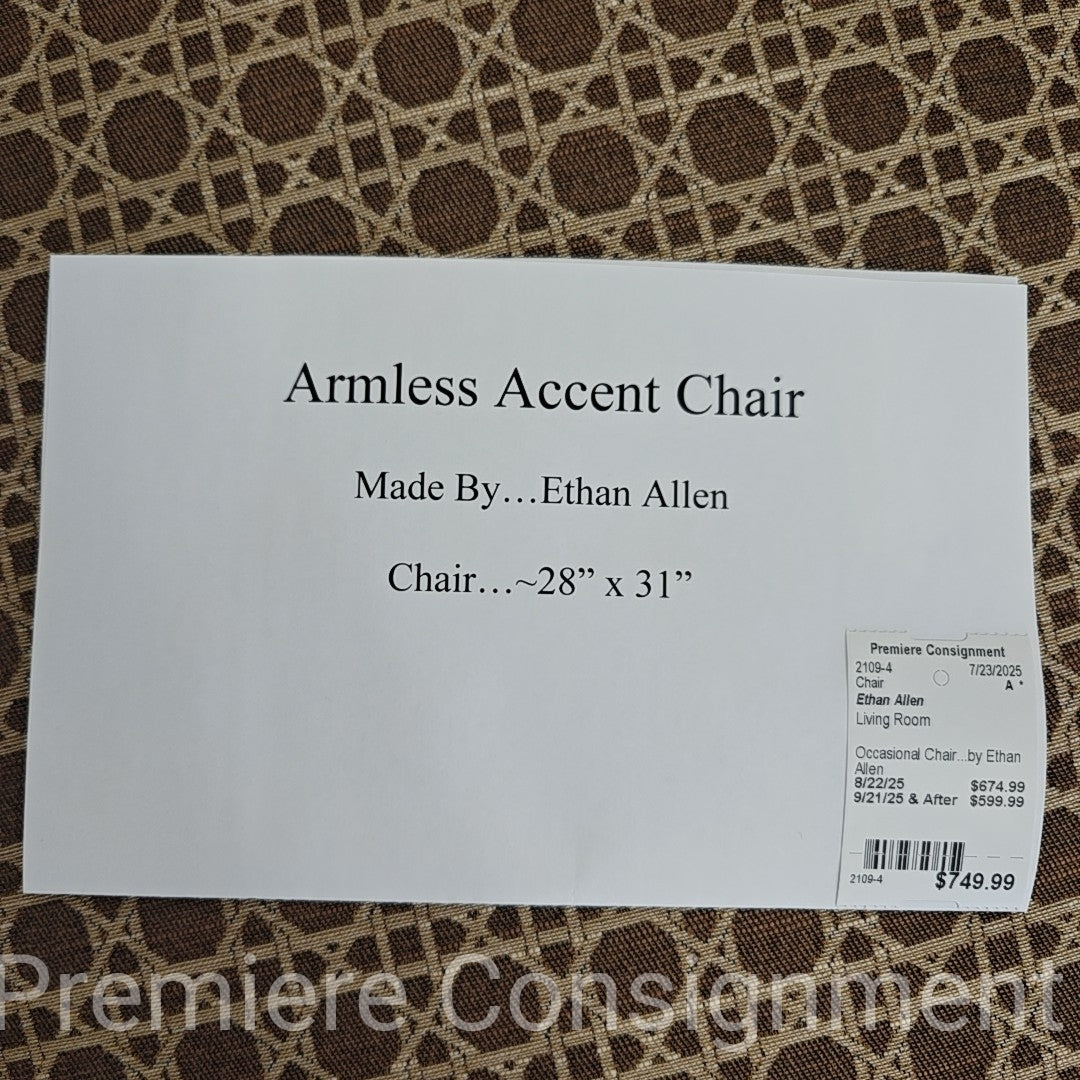 Armless Accent Chair
Made By…Ethan Allen
Chair…~28” x 31”
Premiere Consignment
2109-4 7/23/2025
Chair A *
Ethan Allen
Living Room
Occasional Chair...by Ethan
Allen
8/22/25 $674.99
9/21/25 & After $599.99
2109-4 $749.99
Premiere Consignment